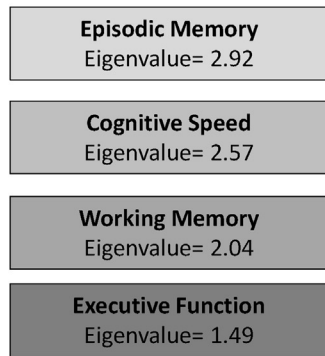 Episodic Memory
Eigenvalue= 2.92
Cognitive Speed
Eigenvalue= 2.57
Working Memory
Eigenvalue= 2.04
Executive Function
Eigenvalue= 1.49